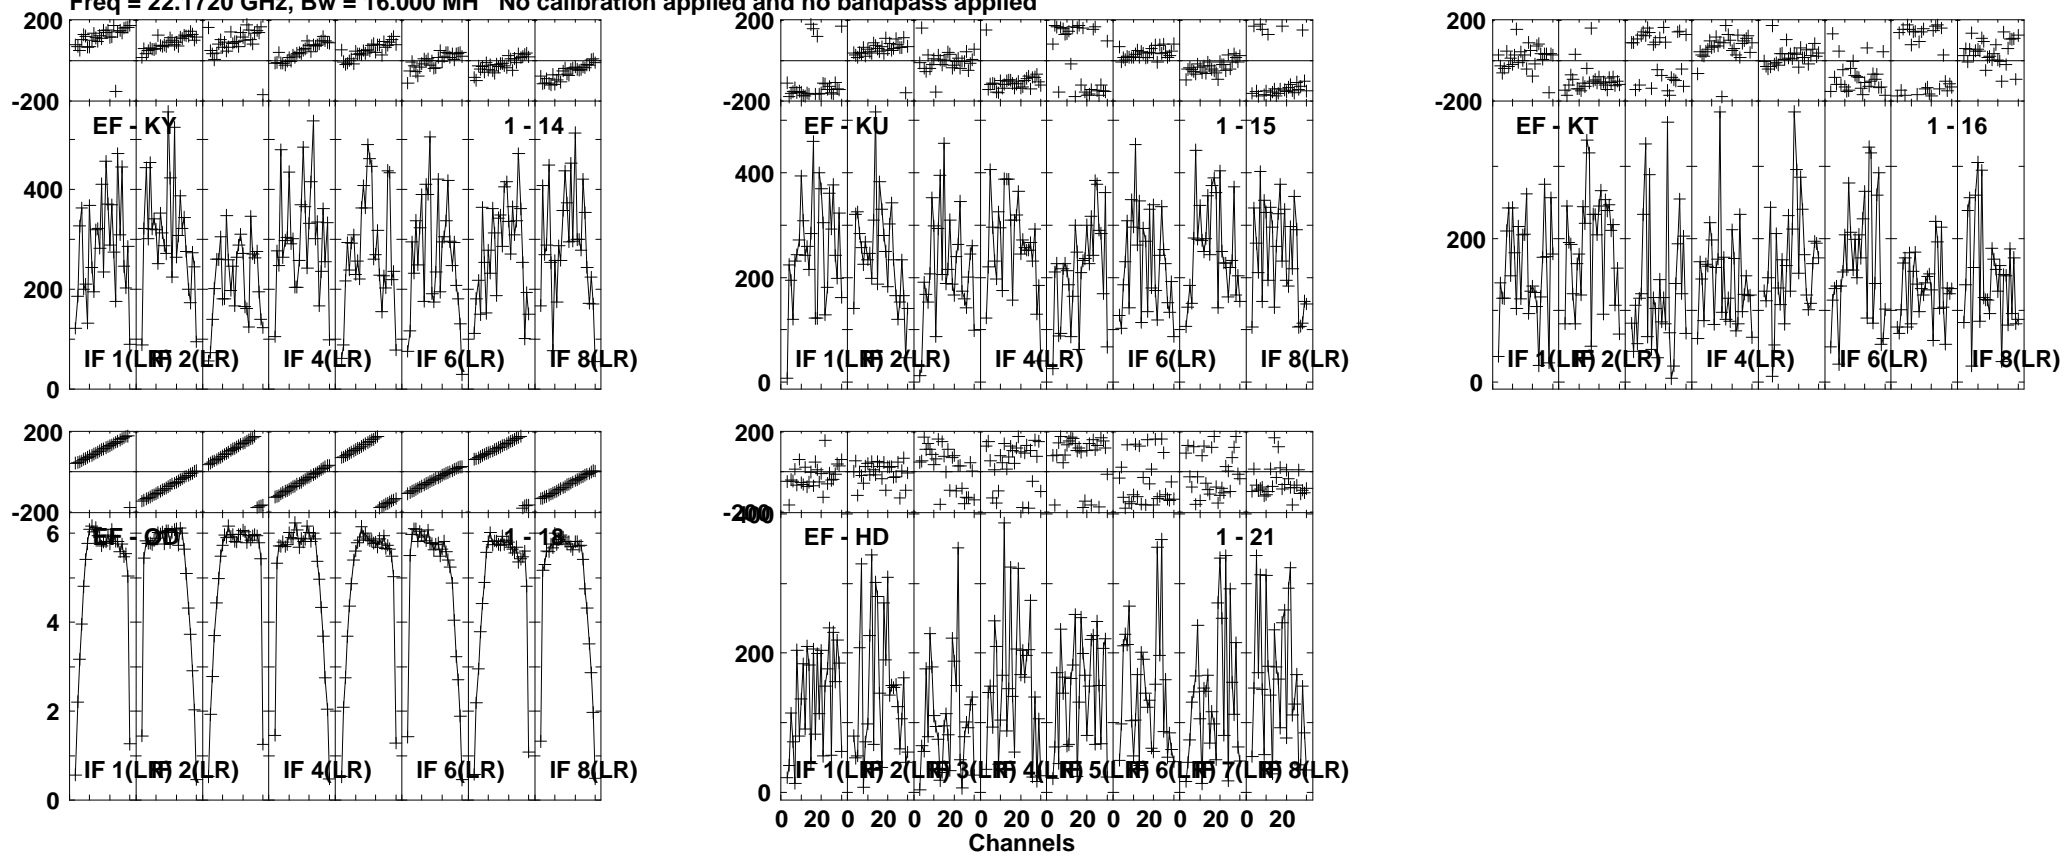 Freq = 22.1720 GHz, Bw = 16.000 MH   No calibration applied and no bandpass applied
200
-200
EF - KY 1 - 14
400
200
0
IF 1(LR) IF 2(LR) IF 4(LR) IF 6(LR) IF 8(LR)
200
-200
EF - KU 1 - 15
400
200
0
IF 1(LR) IF 2(LR) IF 4(LR) IF 6(LR) IF 8(LR)
200
-200
EF - KT 1 - 16
200
0
IF 1(LR) IF 2(LR) IF 4(LR) IF 6(LR) IF 8(LR)
200
-200
EF - OD 1 - 18
6
4
2
0
IF 1(LR) IF 2(LR) IF 4(LR) IF 6(LR) IF 8(LR)
200
-200
400
EF - HD 1 - 21
200
0
IF 1(LR) IF 2(LR) IF 3(LR) IF 4(LR) IF 5(LR) IF 6(LR) IF 7(LR) IF 8(LR)
0 20 0 20 0 20 0 20 0 20 0 20 0 20 0 20
Channels